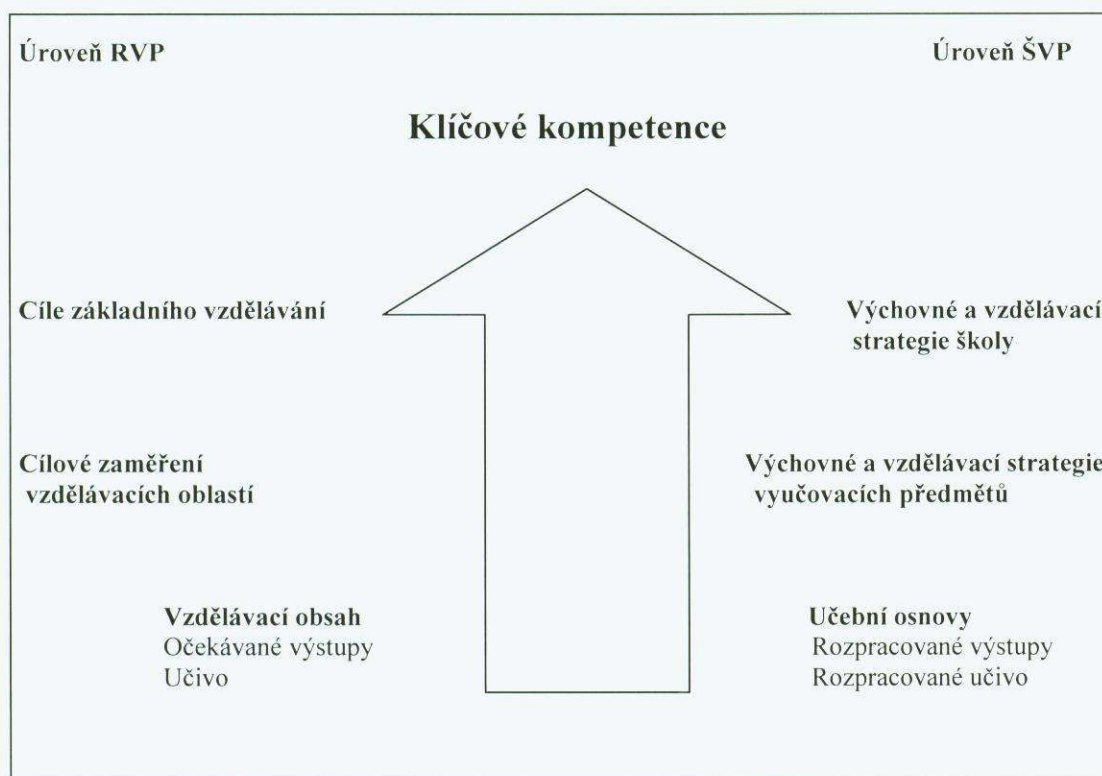 Úroveň RVP
Úroveň ŠVP
Klíčové kompetence
Cíle základního vzdělávání
Výchovné a vzdělávací
strategie školy
Cílové zaměření
vzdělávacích oblastí
Výchovné a vzdělávací strategie
vyučovacích předmětů
Vzdělávací obsah
Očekávané výstupy
Učivo
Učební osnovy
Rozpracované výstupy
Rozpracované učivo